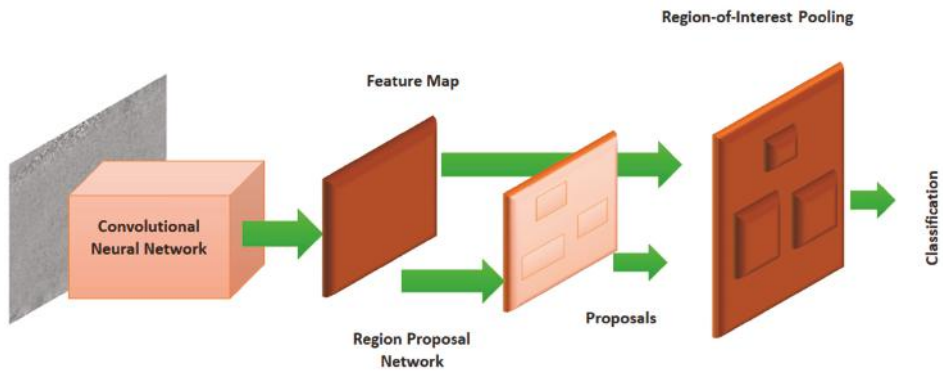 Region-of-Interest Pooling
Feature Map
Convolutional
Neural Network
Region Proposal
Network
Proposals
Classification